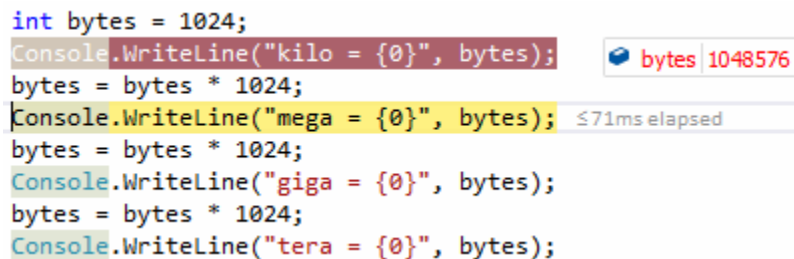 int bytes = 1024;
Console.WriteLine("kilo = {0}", bytes); bytes 1048576
bytes = bytes * 1024;
Console.WriteLine("mega = {0}", bytes); ≤71ms elapsed
bytes = bytes * 1024;
Console.WriteLine("giga = {0}", bytes);
bytes = bytes * 1024;
Console.WriteLine("tera = {0}", bytes);